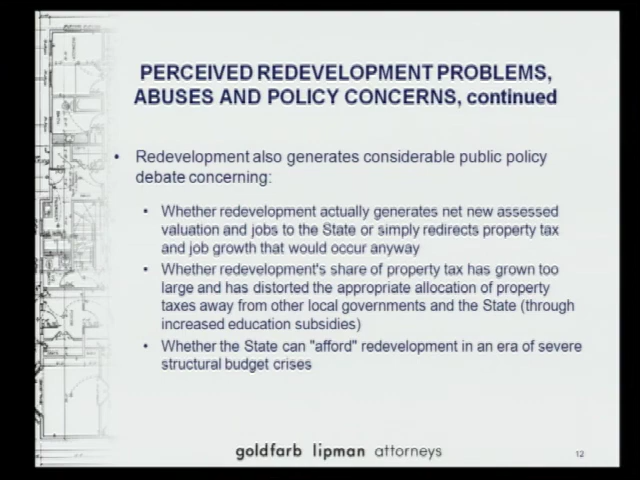 PERCEIVED REDEVELOPMENT PROBLEMS,
ABUSES AND POLICY CONCERNS, continued
• Redevelopment also generates considerable public policy
debate concerning:
• Whether redevelopment actually generates net new assessed
valuation and jobs to the State or simply redirects property tax
and job growth that would occur anyway
• Whether redevelopment's share of property tax has grown too
large and has distorted the appropriate allocation of property
taxes away from other local governments and the State (through
increased education subsidies)
• Whether the State can "afford" redevelopment in an era of severe
structural budget crises
goldfarb lipman attorneys
12